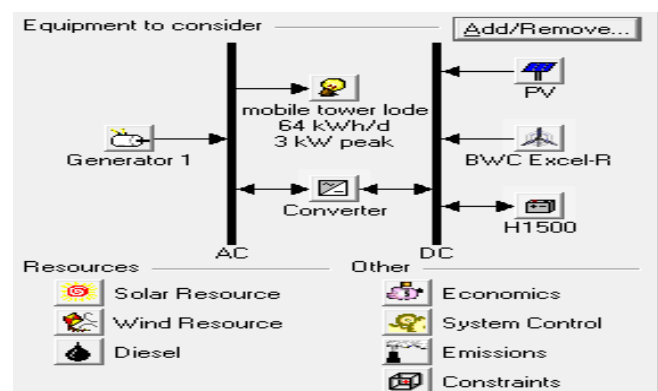 Equipment to consider
Add/Remove...
mobile tower lode
64 kWh/d
3 kW peak
Generator 1
Converter
PV
BWC Excel-R
H1500
AC
DC
Resources
Other
Solar Resource
Economics
Wind Resource
System Control
Diesel
Emissions
Constraints